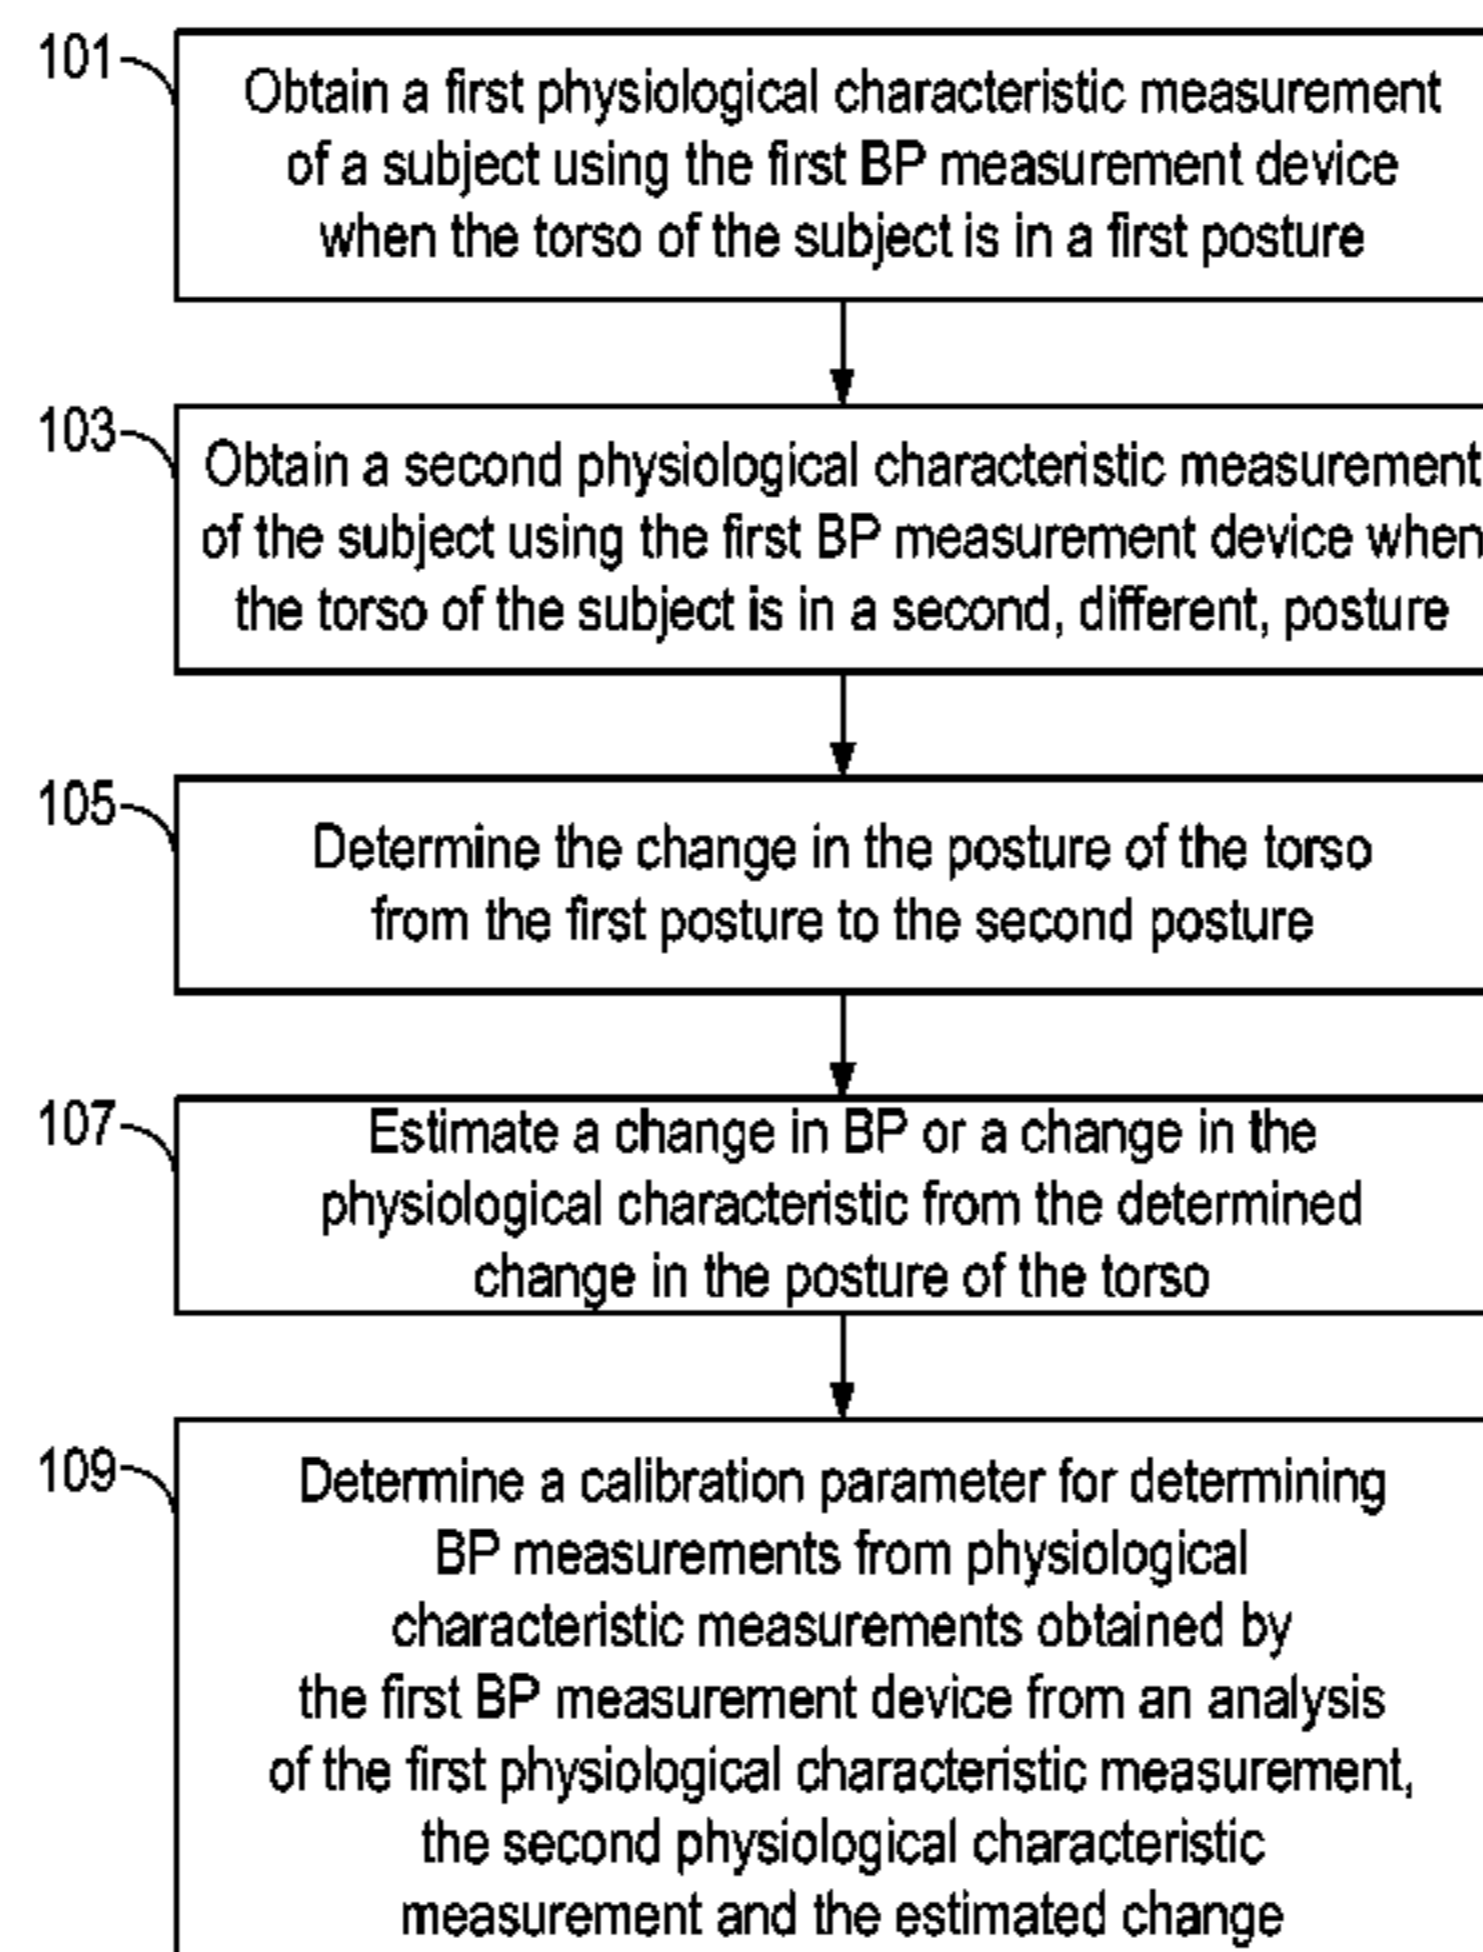 101
Obtain a first physiological characteristic measurement
of a subject using the first BP measurement device
when the torso of the subject is in a first posture
103
Obtain a second physiological characteristic measurement
of the subject using the first BP measurement device when
the torso of the subject is in a second, different, posture
105
Determine the change in the posture of the torso
from the first posture to the second posture
107
Estimate a change in BP or a change in the
physiological characteristic from the determined
change in the posture of the torso
109
Determine a calibration parameter for determining
BP measurements from physiological
characteristic measurements obtained by
the first BP measurement device from an analysis
of the first physiological characteristic measurement,
the second physiological characteristic
measurement and the estimated change